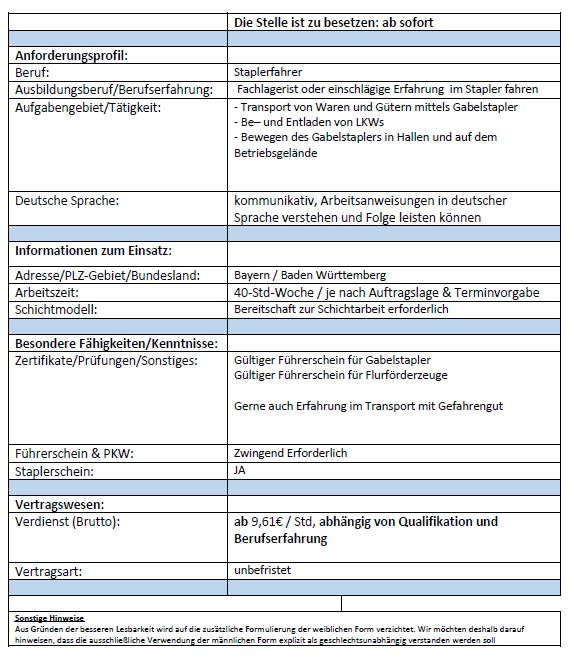 Die Stelle ist zu besetzen: ab sofort
Anforderungsprofil:
Beruf: Staplerfahrer
Ausbildungsberuf/Berufserfahrung: Fachlagerist oder einschlägige Erfahrung im Stapler fahren
Aufgabengebiet/Tätigkeit: - Transport von Waren und Gütern mittels Gabelstapler
- Be– und Entladen von LKWs
- Bewegen des Gabelstaplers in Hallen und auf dem
Betriebsgelände
Deutsche Sprache: kommunikativ, Arbeitsanweisungen in deutscher
Sprache verstehen und Folge leisten können
Informationen zum Einsatz:
Adresse/PLZ-Gebiet/Bundesland: Bayern / Baden Württemberg
Arbeitszeit: 40-Std-Woche / je nach Auftragslage & Terminvorgabe
Schichtmodell: Bereitschaft zur Schichtarbeit erforderlich
Besondere Fähigkeiten/Kenntnisse:
Zertifikate/Prüfungen/Sonstiges: Gültiger Führerschein für Gabelstapler
Gültiger Führerschein für Flurförderzeuge
Gerne auch Erfahrung im Transport mit Gefahrengut
Führerschein & PKW: Zwingend Erforderlich
Staplerschein: JA
Vertragswesen:
Verdienst (Brutto): ab 9,61€ / Std, abhängig von Qualifikation und
Berufserfahrung
Vertragsart: unbefristet
Sonstige Hinweise
Aus Gründen der besseren Lesbarkeit wird auf die zusätzliche Formulierung der weiblichen Form verzichtet. Wir möchten deshalb darauf
hinweisen, dass die ausschließliche Verwendung der männlichen Form explizit als geschlechtsunabhängig verstanden werden soll